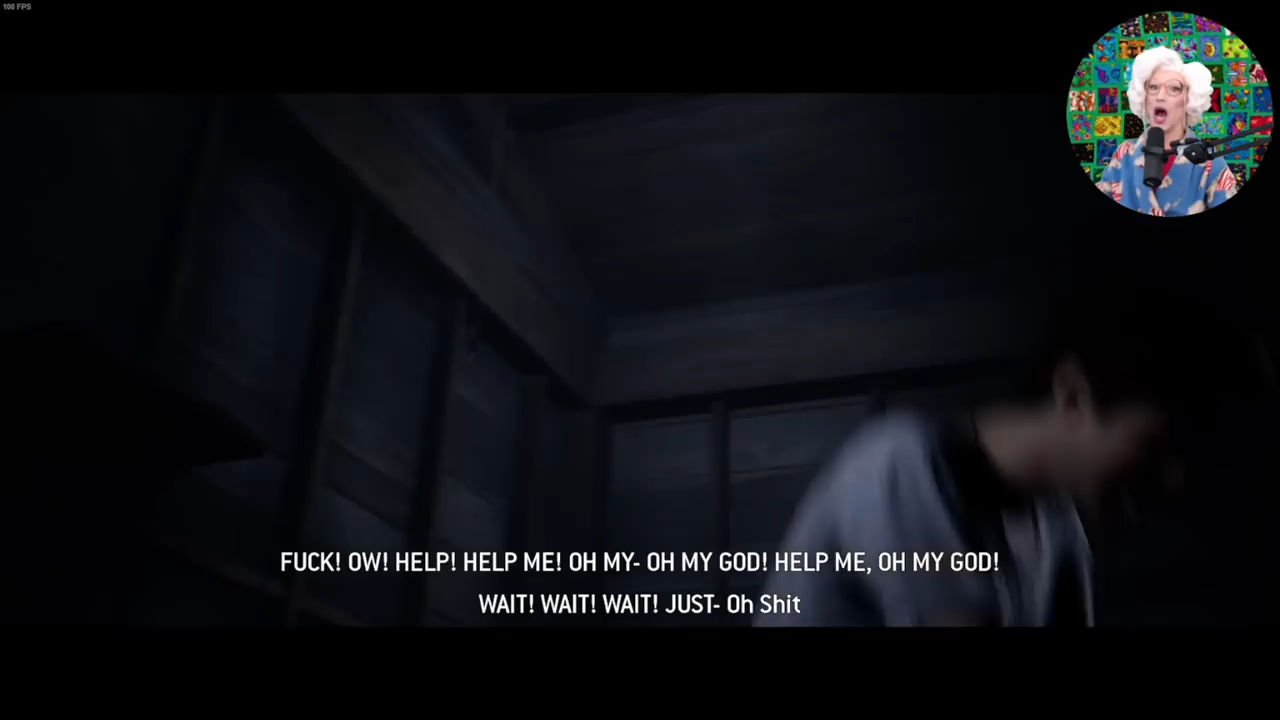 100 FPS
FUCK! OW! HELP! HELP ME! OH MY- OH MY GOD! HELP ME, OH MY GOD!
WAIT! WAIT! WAIT! JUST- Oh Shit